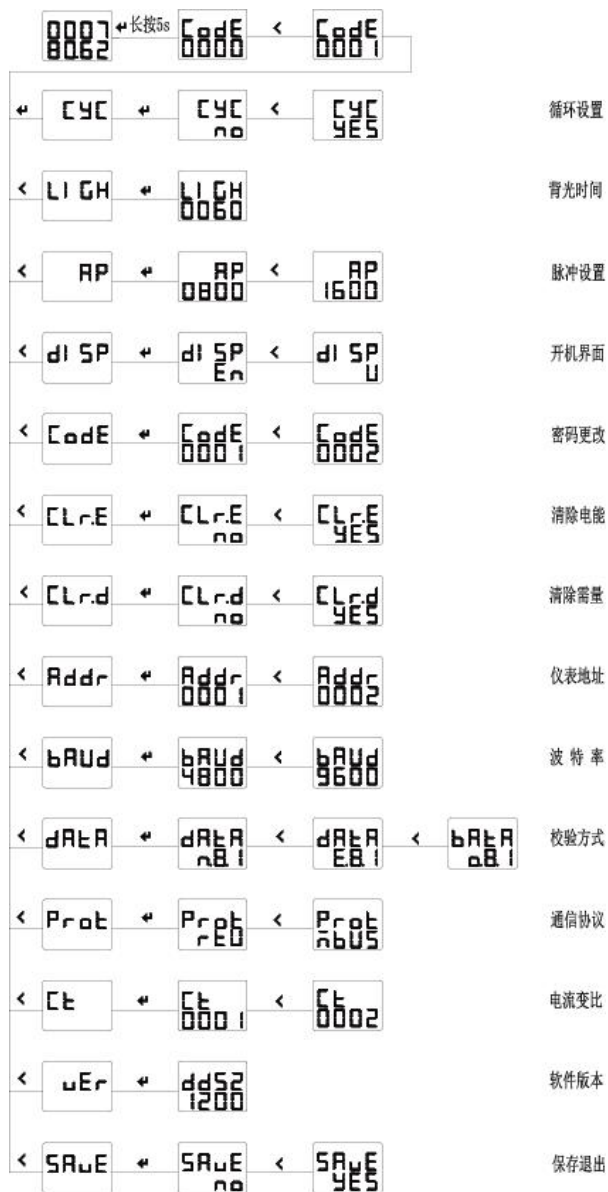 0007 ↵长按5s CodE < CodE
80.62 0000 0001
↵ CYC ↵ CYC < CYC 循环设置
no YES
< LIGH ↵ LIGH 背光时间
0060
< AP ↵ AP < AP 脉冲设置
0800 1600
< dISP ↵ dISP < dISP 开机界面
En U
< CodE ↵ CodE < CodE 密码更改
0001 0002
< CLr.E ↵ CLr.E < CLr.E 清除电能
no YES
< CLr.d ↵ CLr.d < CLr.d 清除需量
no YES
< Addr ↵ Addr < Addr 仪表地址
0001 0002
< bAUd ↵ bAUd < bAUd 波 特 率
4800 9600
< dAtA ↵ dAtA < dAtA < bAtA 校验方式
n.8.1 E.8.1 o.8.1
< Prot ↵ Prot < Prot 通信协议
rEU nbUS
< Ct ↵ Ct < Ct 电流变比
0001 0002
< uEr ↵ ddS2 软件版本
1200
< SAuE ↵ SAuE < SAuE 保存退出
no YES